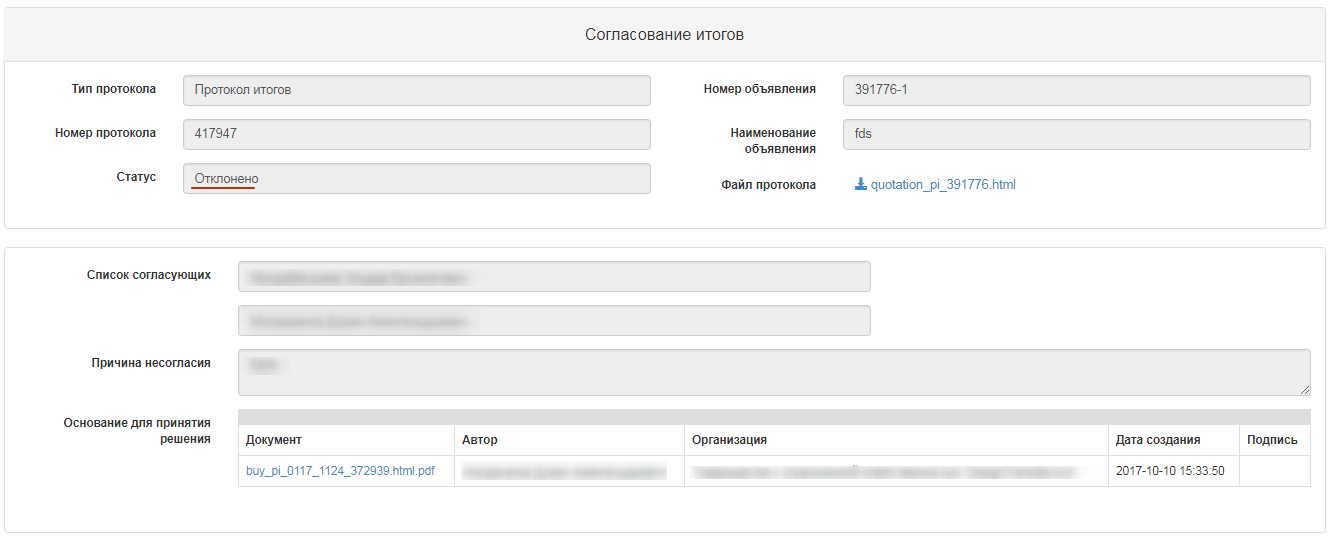 Согласование итогов
Тип протокола
Протокол итогов
Номер объявления
391776-1
Номер протокола
417947
Наименование
объявления
fds
Статус
Отклонено
Файл протокола
quotation_pi_391776.html
Список согласующих
Причина несогласия
Основание для принятия
решения
Документ
Автор
Организация
Дата создания
Подпись
buy_pi_0117_1124_372939.html.pdf
2017-10-10 15:33:50